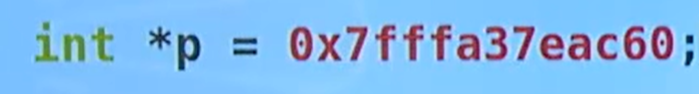 int *p = 0x7fffa37eac60;